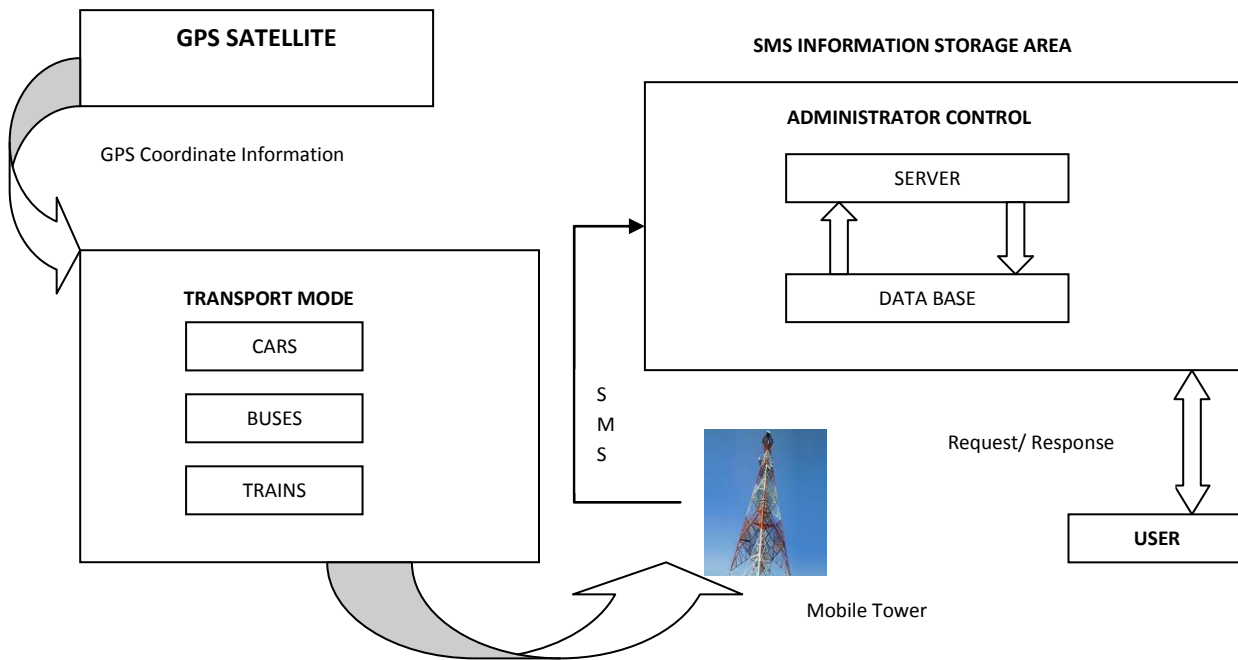 GPS SATELLITE
SMS INFORMATION STORAGE AREA
ADMINISTRATOR CONTROL
GPS Coordinate Information
SERVER
TRANSPORT MODE
DATA BASE
CARS
S
M
S
BUSES
Request/ Response
TRAINS
USER
Mobile Tower